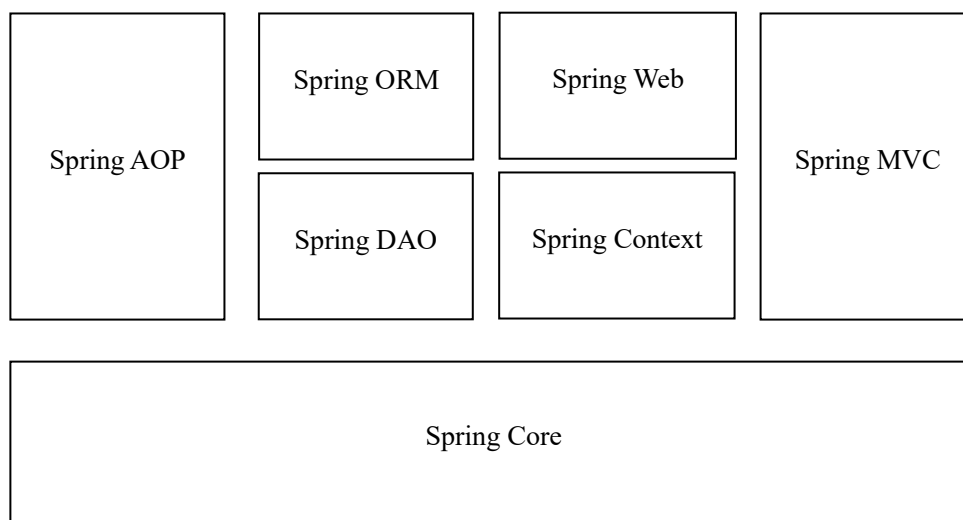 Spring ORM
Spring Web
Spring AOP
Spring MVC
Spring DAO
Spring Context
Spring Core